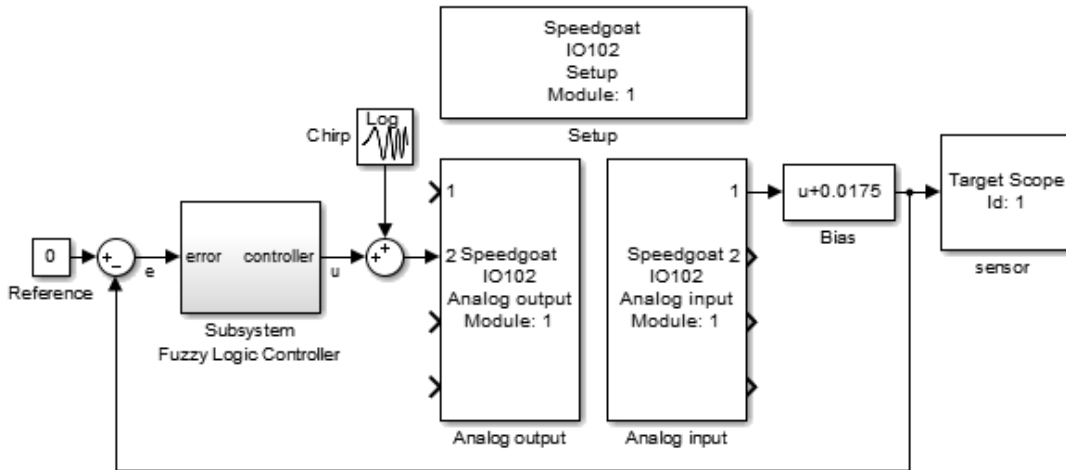 Speedgoat
IO102
Setup
Module: 1
Setup
Log
Chirp
0
Reference
+
−
e
error controller
u
Subsystem
Fuzzy Logic Controller
+
+
1
2
Speedgoat
IO102
Analog output
Module: 1
Analog output
1
Speedgoat 2
IO102
Analog input
Module: 1
Analog input
u+0.0175
Bias
Target Scope
Id: 1
sensor